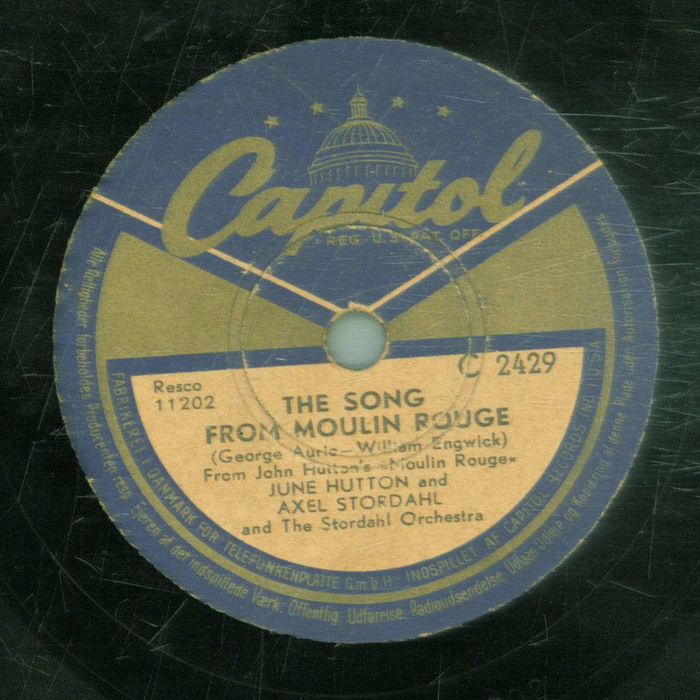 Capitol
REG. U.S. PAT. OFF.
Resco
11202
C 2429
THE SONG
FROM MOULIN ROUGE
(George Auric—William Engwick)
From John Hutton's »Moulin Rouge«
JUNE HUTTON and
AXEL STORDAHL
and The Stordahl Orchestra
FABRIKERET I DANMARK FOR TELEFUNKENPLATTE G.m.b.H. INDSPILLET AF CAPITOL RECORDS INC. /U.S.A.
Alle Rettigheder forbeholdes Producenten resp. Ejeren af det indspillede Værk. Offentlig Udførelse, Radioudsendelse, Udlaan, og Kopiering af denne Plade uden Autorisation forbydes